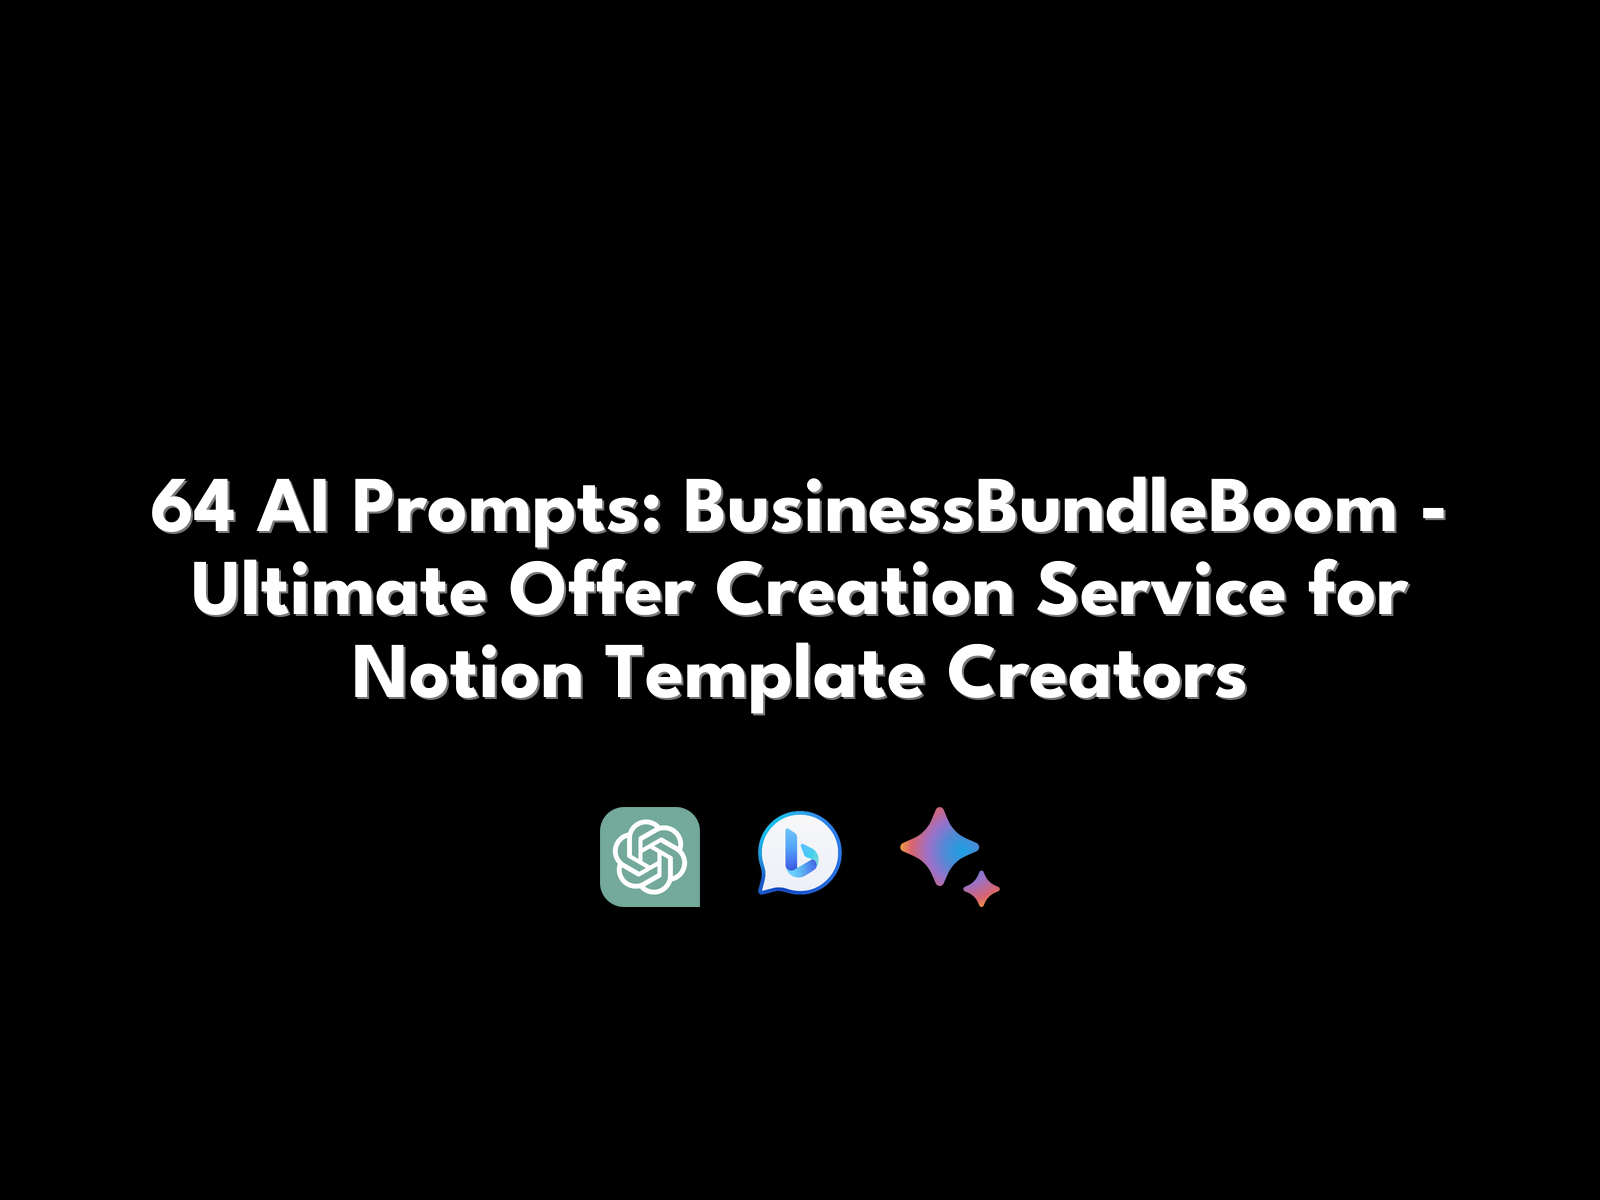 64 AI Prompts: BusinessBundleBoom -
Ultimate Offer Creation Service for
Notion Template Creators